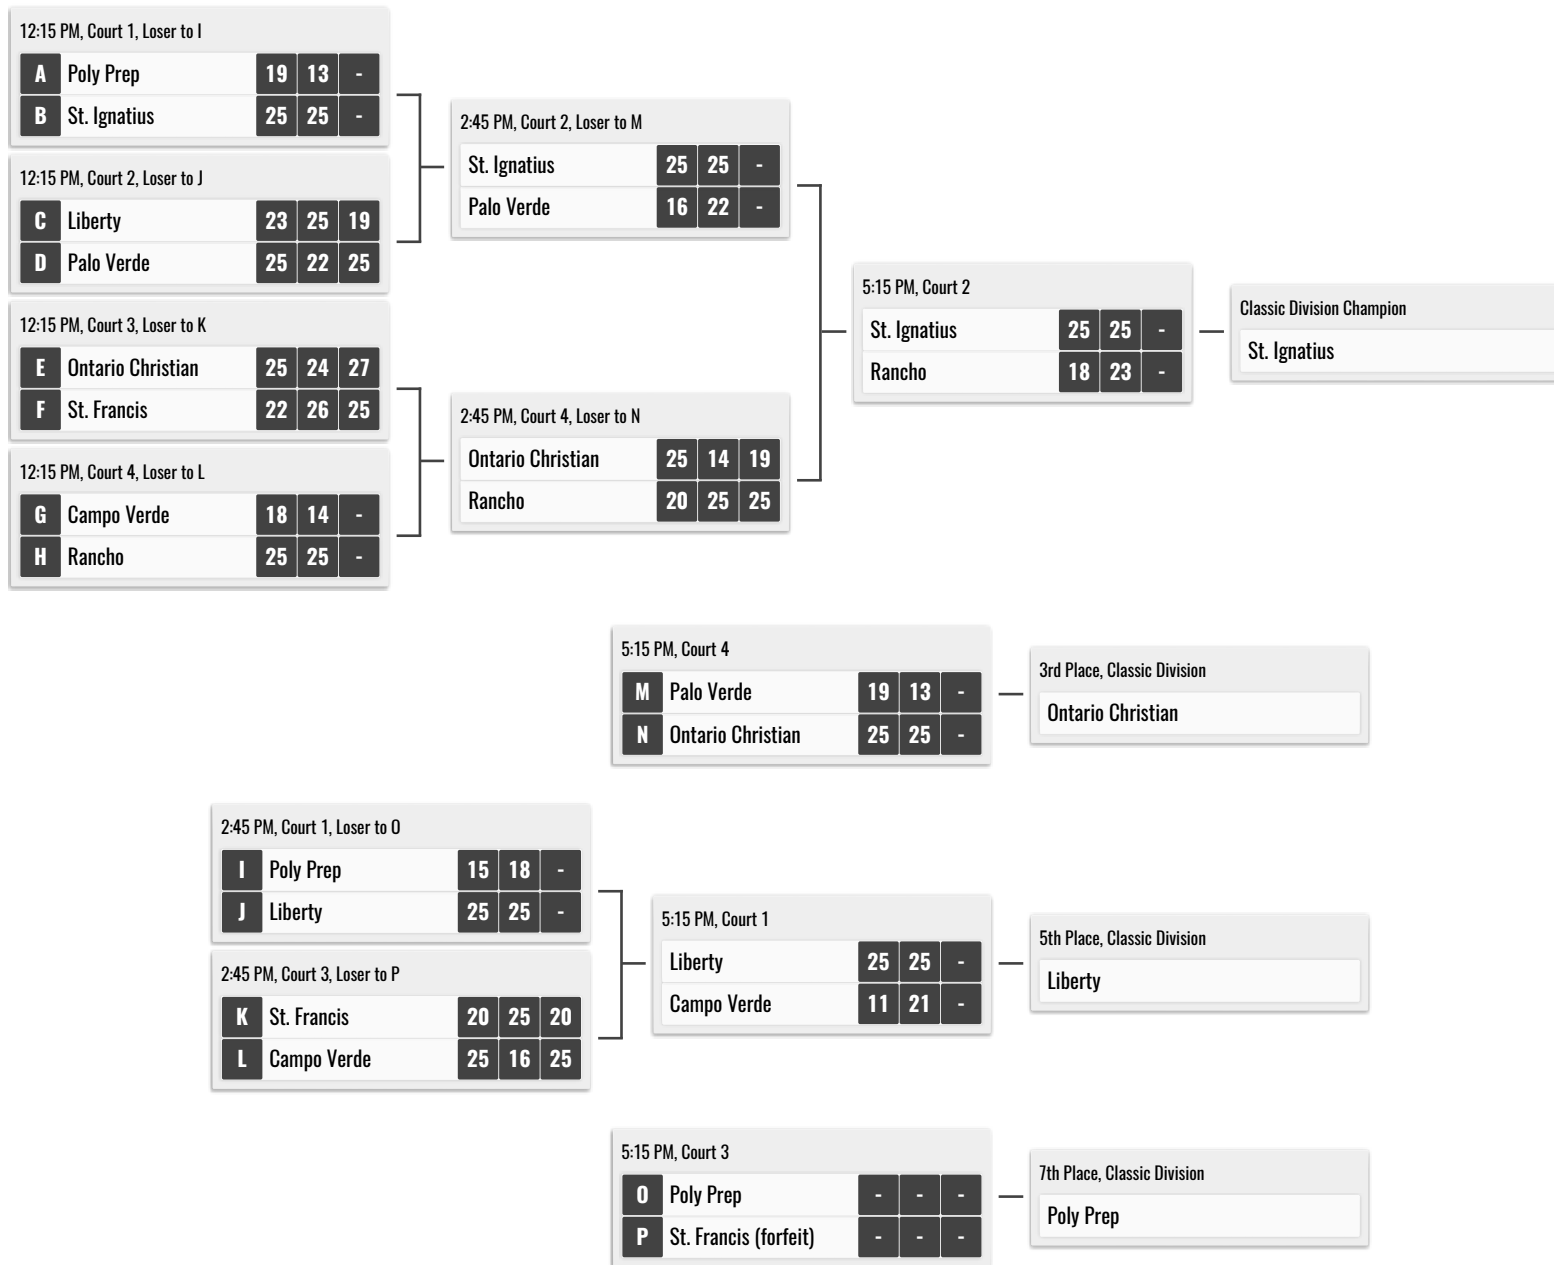 12:15 PM, Court 1, Loser to I
A Poly Prep 19 13 -
B St. Ignatius 25 25 -
12:15 PM, Court 2, Loser to J
C Liberty 23 25 19
D Palo Verde 25 22 25
12:15 PM, Court 3, Loser to K
E Ontario Christian 25 24 27
F St. Francis 22 26 25
12:15 PM, Court 4, Loser to L
G Campo Verde 18 14 -
H Rancho 25 25 -
2:45 PM, Court 2, Loser to M
St. Ignatius 25 25 -
Palo Verde 16 22 -
2:45 PM, Court 4, Loser to N
Ontario Christian 25 14 19
Rancho 20 25 25
5:15 PM, Court 2
St. Ignatius 25 25 -
Rancho 18 23 -
Classic Division Champion
St. Ignatius
5:15 PM, Court 4
M Palo Verde 19 13 -
N Ontario Christian 25 25 -
3rd Place, Classic Division
Ontario Christian
2:45 PM, Court 1, Loser to O
I Poly Prep 15 18 -
J Liberty 25 25 -
2:45 PM, Court 3, Loser to P
K St. Francis 20 25 20
L Campo Verde 25 16 25
5:15 PM, Court 1
Liberty 25 25 -
Campo Verde 11 21 -
5th Place, Classic Division
Liberty
5:15 PM, Court 3
O Poly Prep - - -
P St. Francis (forfeit) - - -
7th Place, Classic Division
Poly Prep